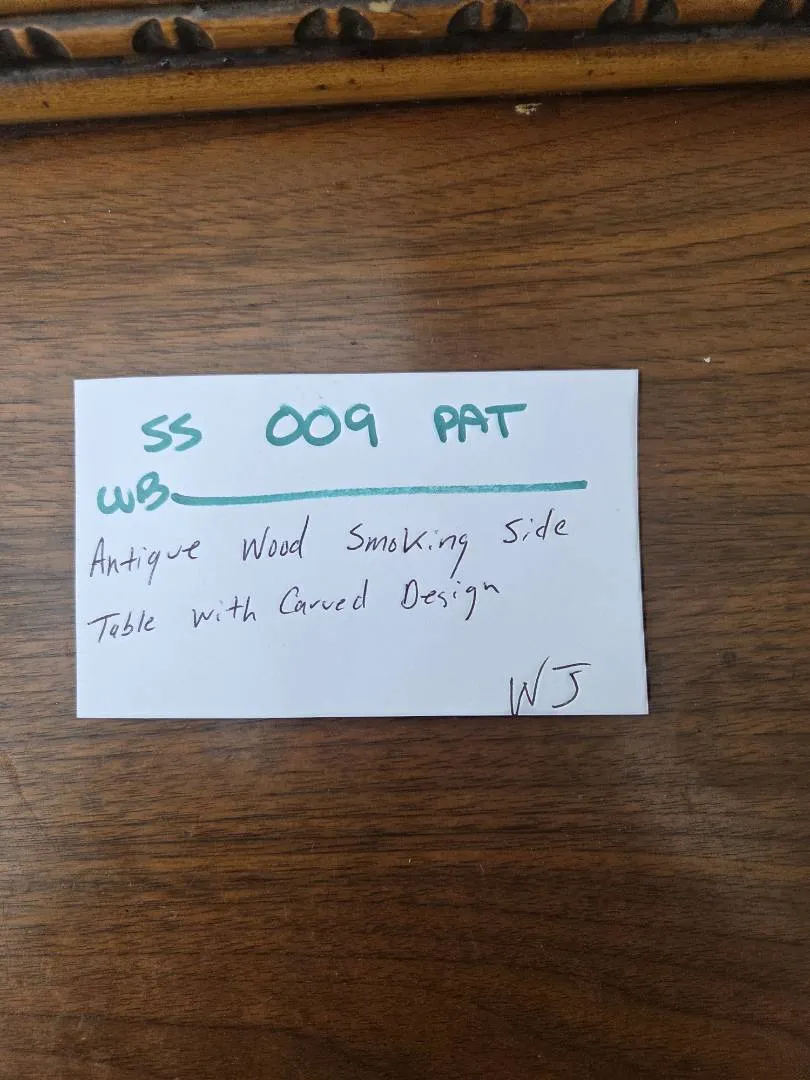 SS 009 PAT
WB
Antique Wood Smoking Side
Table with Carved Design
WJ